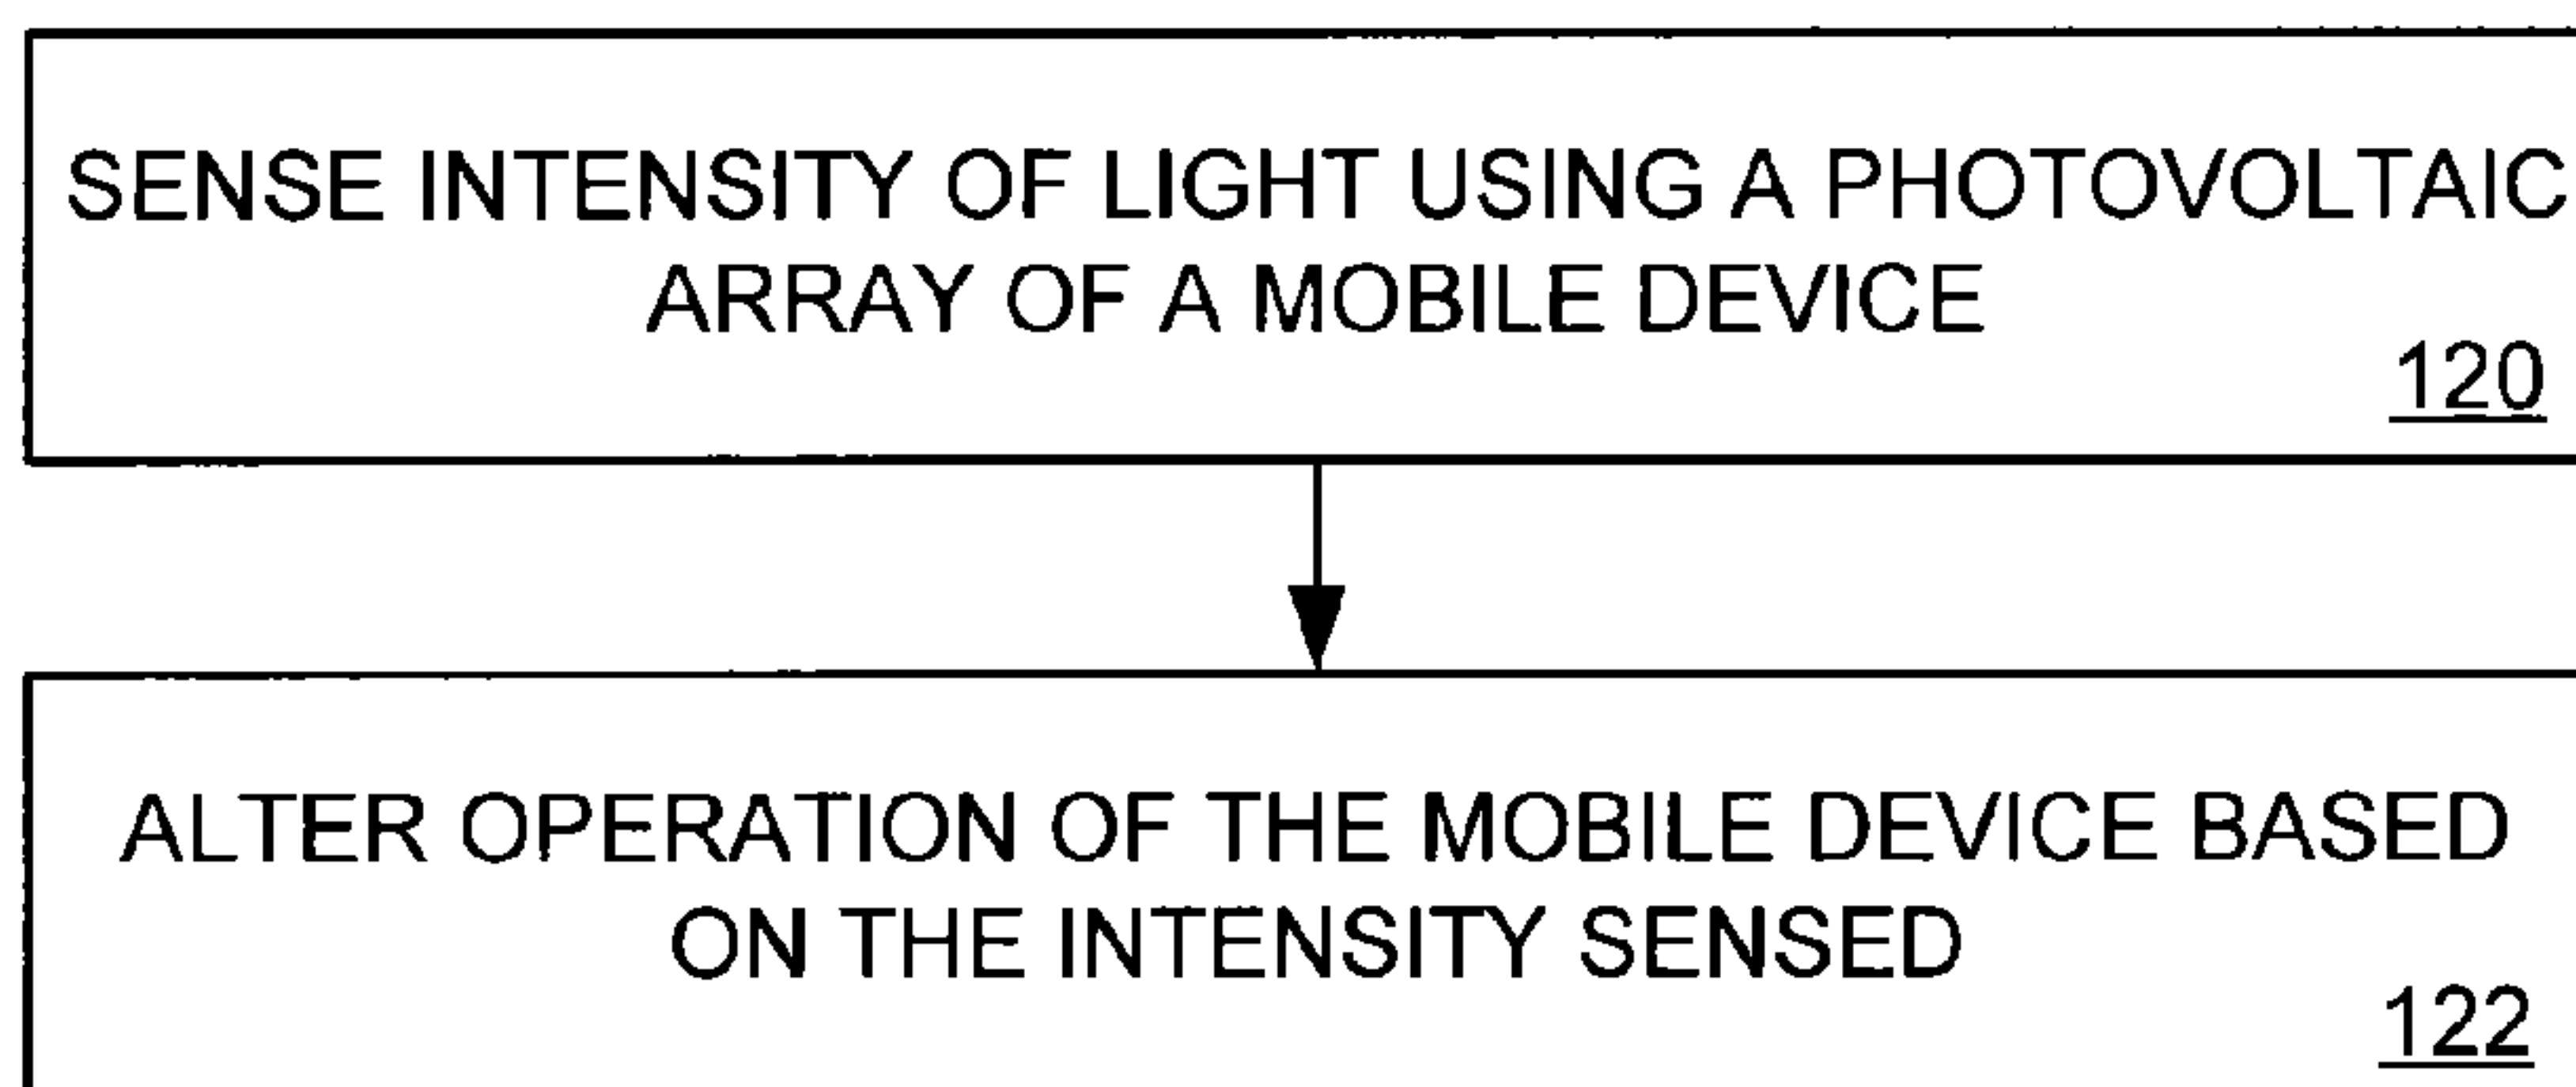 SENSE INTENSITY OF LIGHT USING A PHOTOVOLTAIC
ARRAY OF A MOBILE DEVICE
120
ALTER OPERATION OF THE MOBILE DEVICE BASED
ON THE INTENSITY SENSED
122